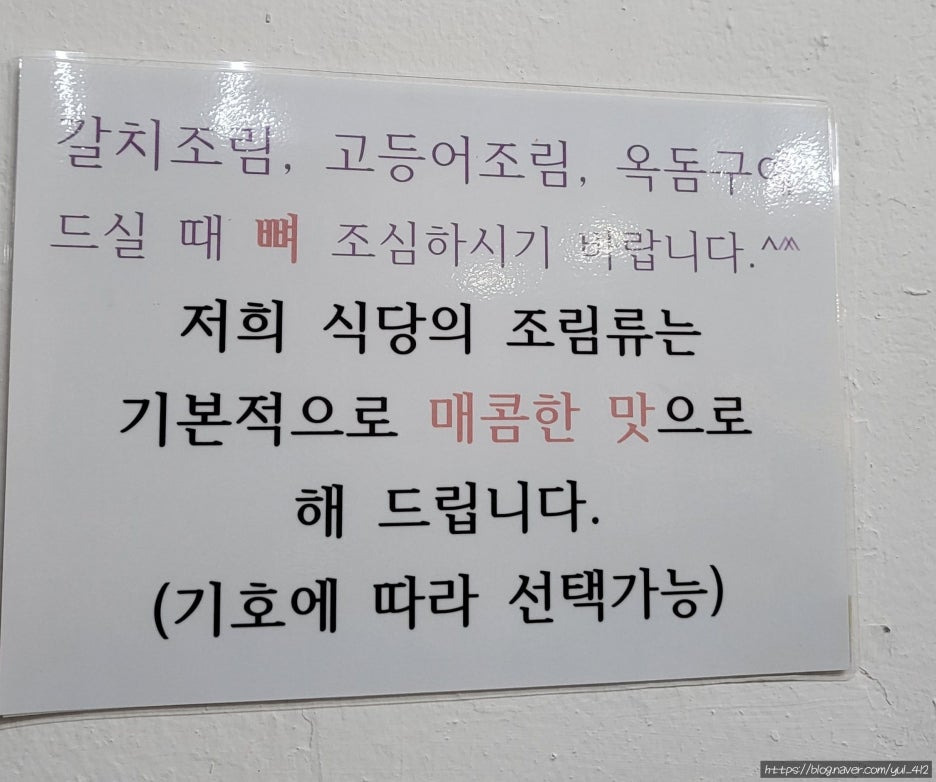 갈치조림, 고등어조림, 옥돔구이
드실 때 뼈 조심하시기 바랍니다.^^
저희 식당의 조림류는
기본적으로 매콤한 맛으로
해 드립니다.
(기호에 따라 선택가능)
https://blog.naver.com/yul_412